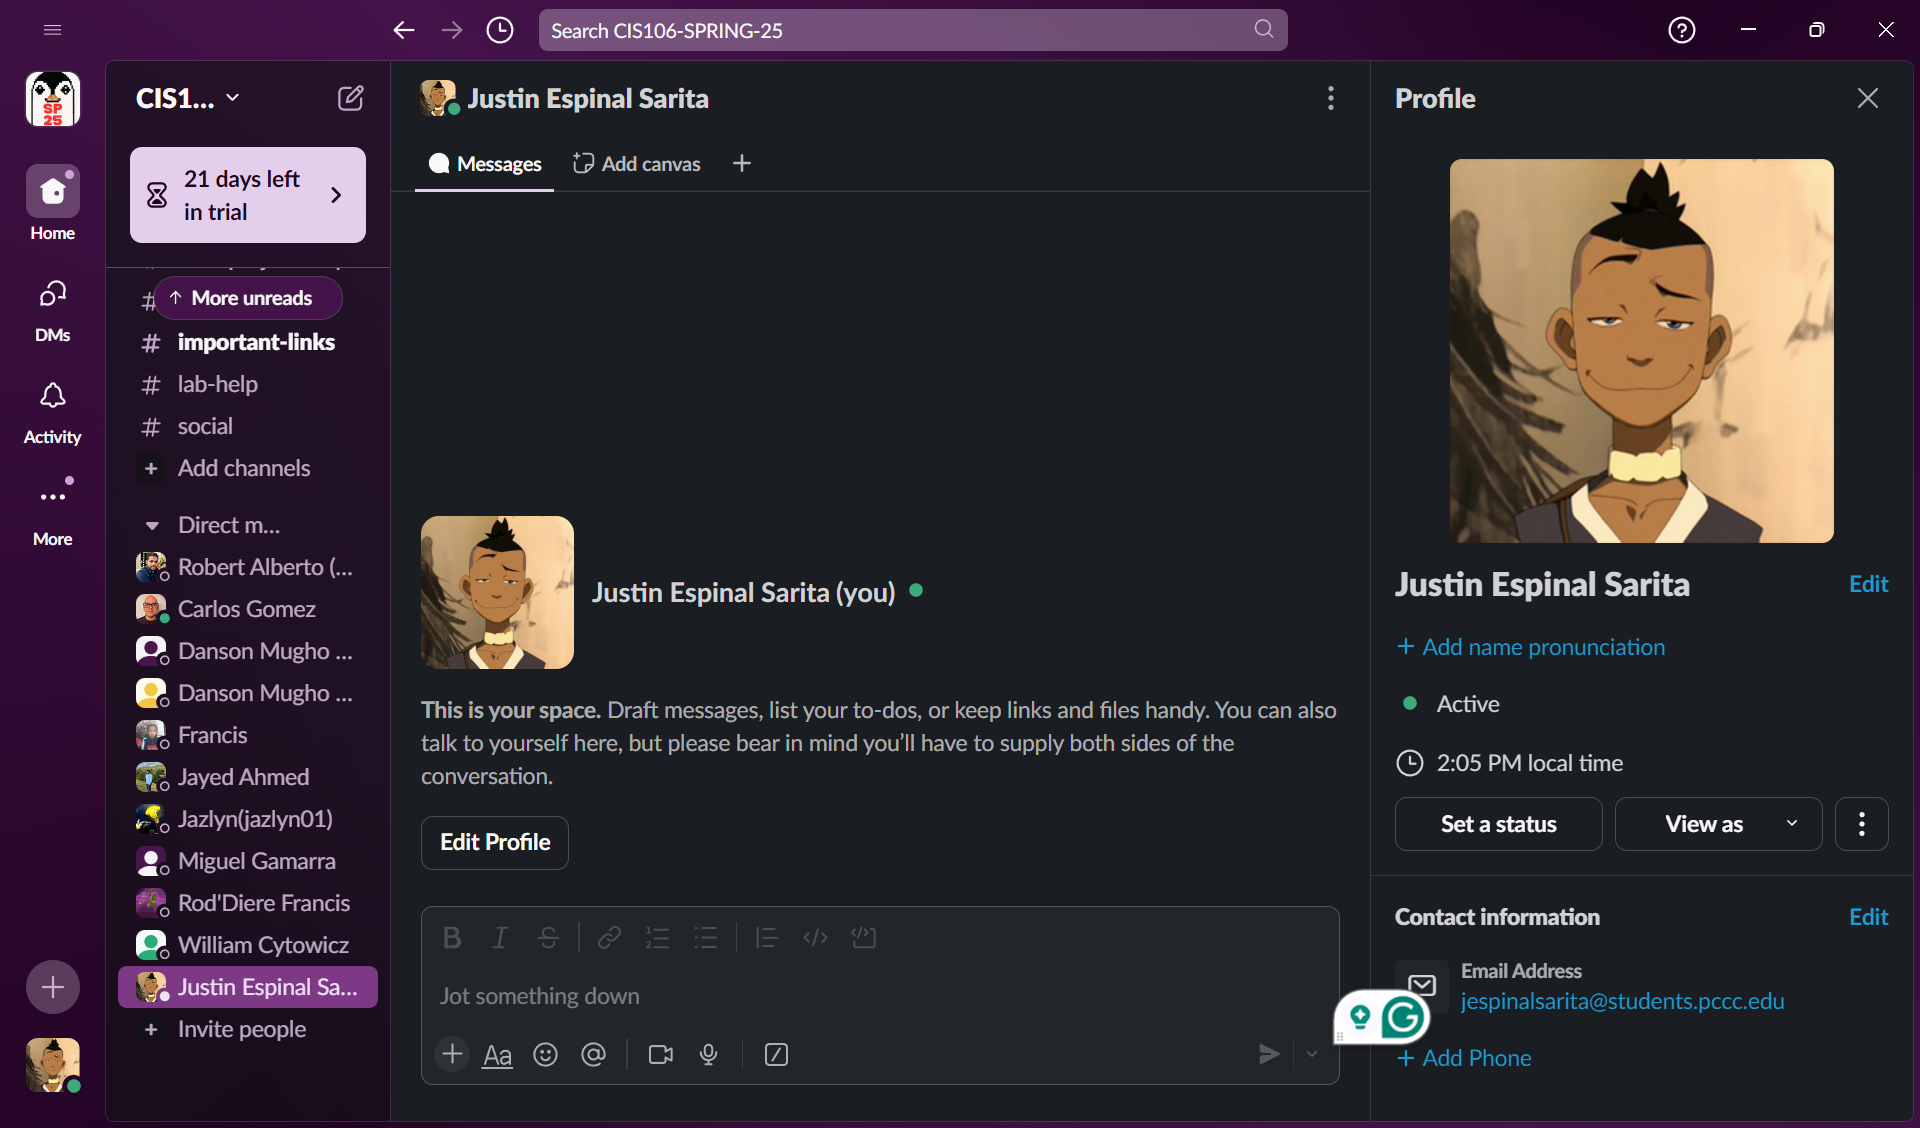 Search CIS106-SPRING-25
SP
25
Home
DMs
Activity
More
CIS1...
21 days left
in trial
More unreads
# important-links
# lab-help
# social
+ Add channels
Direct m...
Robert Alberto (...
Carlos Gomez
Danson Mugho ...
Danson Mugho ...
Francis
Jayed Ahmed
Jazlyn(jazlyn01)
Miguel Gamarra
Rod'Diere Francis
William Cytowicz
Justin Espinal Sa...
+ Invite people
Justin Espinal Sarita
Messages
Add canvas
Justin Espinal Sarita (you)
This is your space. Draft messages, list your to-dos, or keep links and files handy. You can also
talk to yourself here, but please bear in mind you’ll have to supply both sides of the
conversation.
Edit Profile
Jot something down
Aa
Profile
Justin Espinal Sarita
Edit
+ Add name pronunciation
Active
2:05 PM local time
Set a status
View as
Contact information
Edit
Email Address
jespinalsarita@students.pccc.edu
+ Add Phone